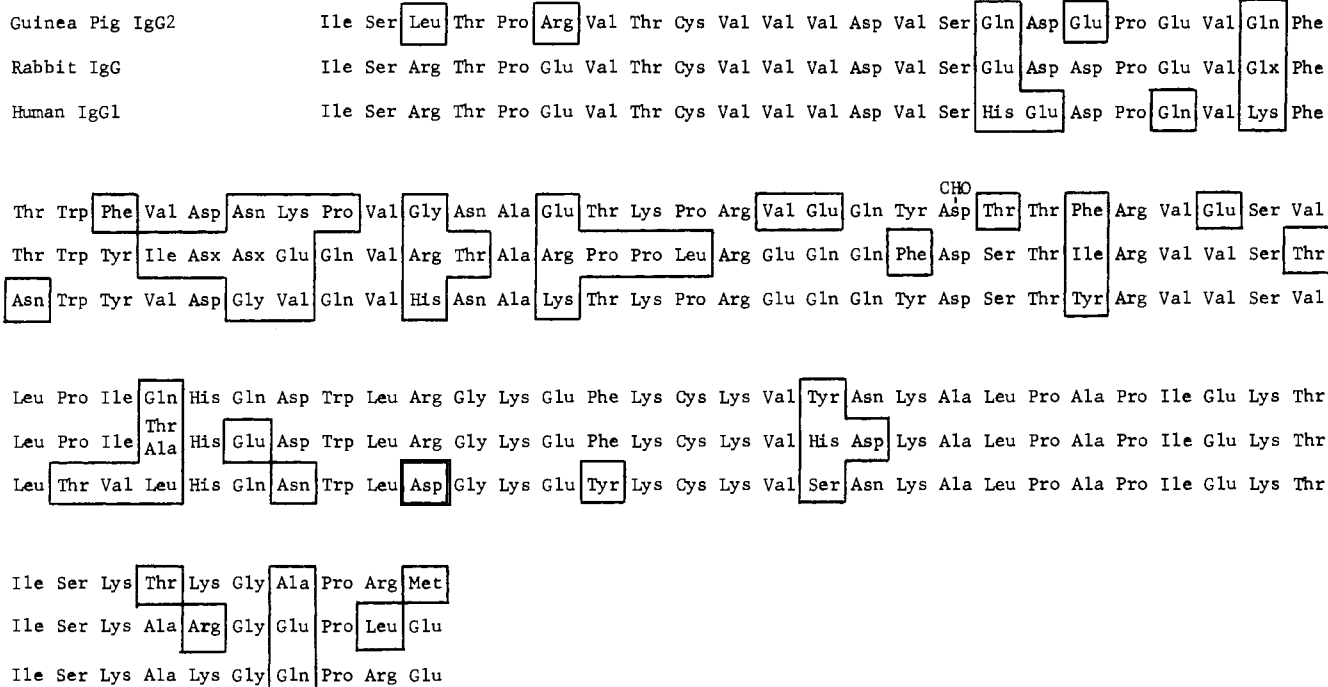 Guinea Pig IgG2 Ile Ser Leu Thr Pro Arg Val Thr Cys Val Val Val Asp Val Ser Gln Asp Glu Pro Glu Val Gln Phe
Rabbit IgG Ile Ser Arg Thr Pro Glu Val Thr Cys Val Val Val Asp Val Ser Glu Asp Asp Pro Glu Val Glx Phe
Human IgG1 Ile Ser Arg Thr Pro Glu Val Thr Cys Val Val Val Asp Val Ser His Glu Asp Pro Gln Val Lys Phe
CHO
Thr Trp Phe Val Asp Asn Lys Pro Val Gly Asn Ala Glu Thr Lys Pro Arg Val Glu Gln Tyr Asp Thr Thr Phe Arg Val Glu Ser Val
Thr Trp Tyr Ile Asx Asx Glu Gln Val Arg Thr Ala Arg Pro Pro Leu Arg Glu Gln Gln Phe Asp Ser Thr Ile Arg Val Val Ser Thr
Asn Trp Tyr Val Asp Gly Val Gln Val His Asn Ala Lys Thr Lys Pro Arg Glu Gln Gln Tyr Asp Ser Thr Tyr Arg Val Val Ser Val
Leu Pro Ile Gln His Gln Asp Trp Leu Arg Gly Lys Glu Phe Lys Cys Lys Val Tyr Asn Lys Ala Leu Pro Ala Pro Ile Glu Lys Thr
Thr
Leu Pro Ile Ala His Glu Asp Trp Leu Arg Gly Lys Glu Phe Lys Cys Lys Val His Asp Lys Ala Leu Pro Ala Pro Ile Glu Lys Thr
Leu Thr Val Leu His Gln Asn Trp Leu Asp Gly Lys Glu Tyr Lys Cys Lys Val Ser Asn Lys Ala Leu Pro Ala Pro Ile Glu Lys Thr
Ile Ser Lys Thr Lys Gly Ala Pro Arg Met
Ile Ser Lys Ala Arg Gly Glu Pro Leu Glu
Ile Ser Lys Ala Lys Gly Gln Pro Arg Glu